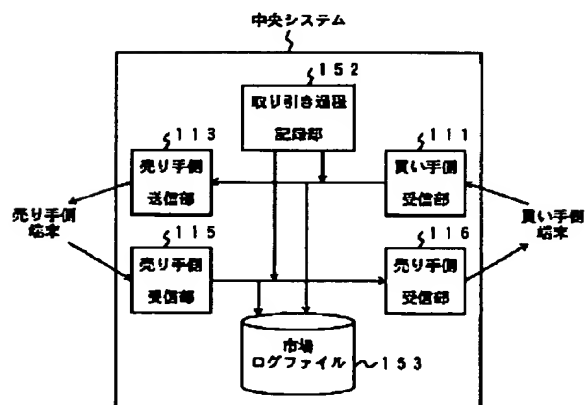 中央システム
152
取り引き過程
記録部
113
売り手側
送信部
111
買い手側
受信部
売り手側
端末
買い手側
端末
115
売り手側
受信部
116
売り手側
受信部
市場
ログファイル
153